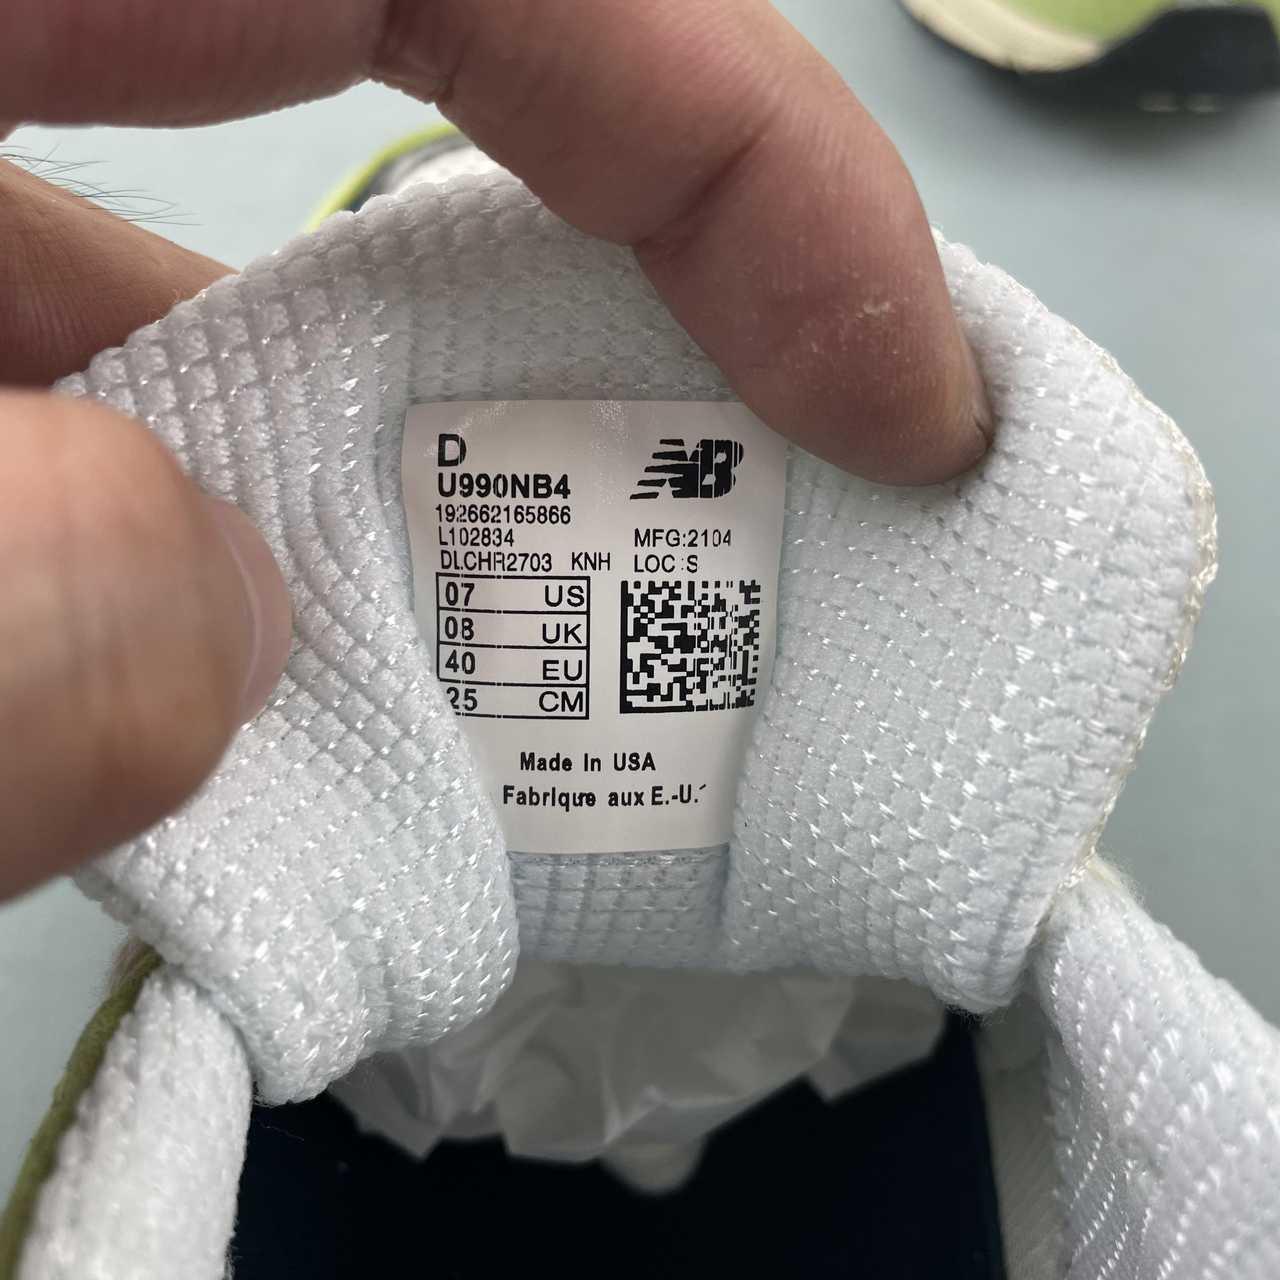 D
NB
U990NB4
192662165866
L102834
MFG:2104
DLCHR2703 KNH
LOC:S
07 US
08 UK
40 EU
25 CM
Made In USA
Fabrique aux E.-U.